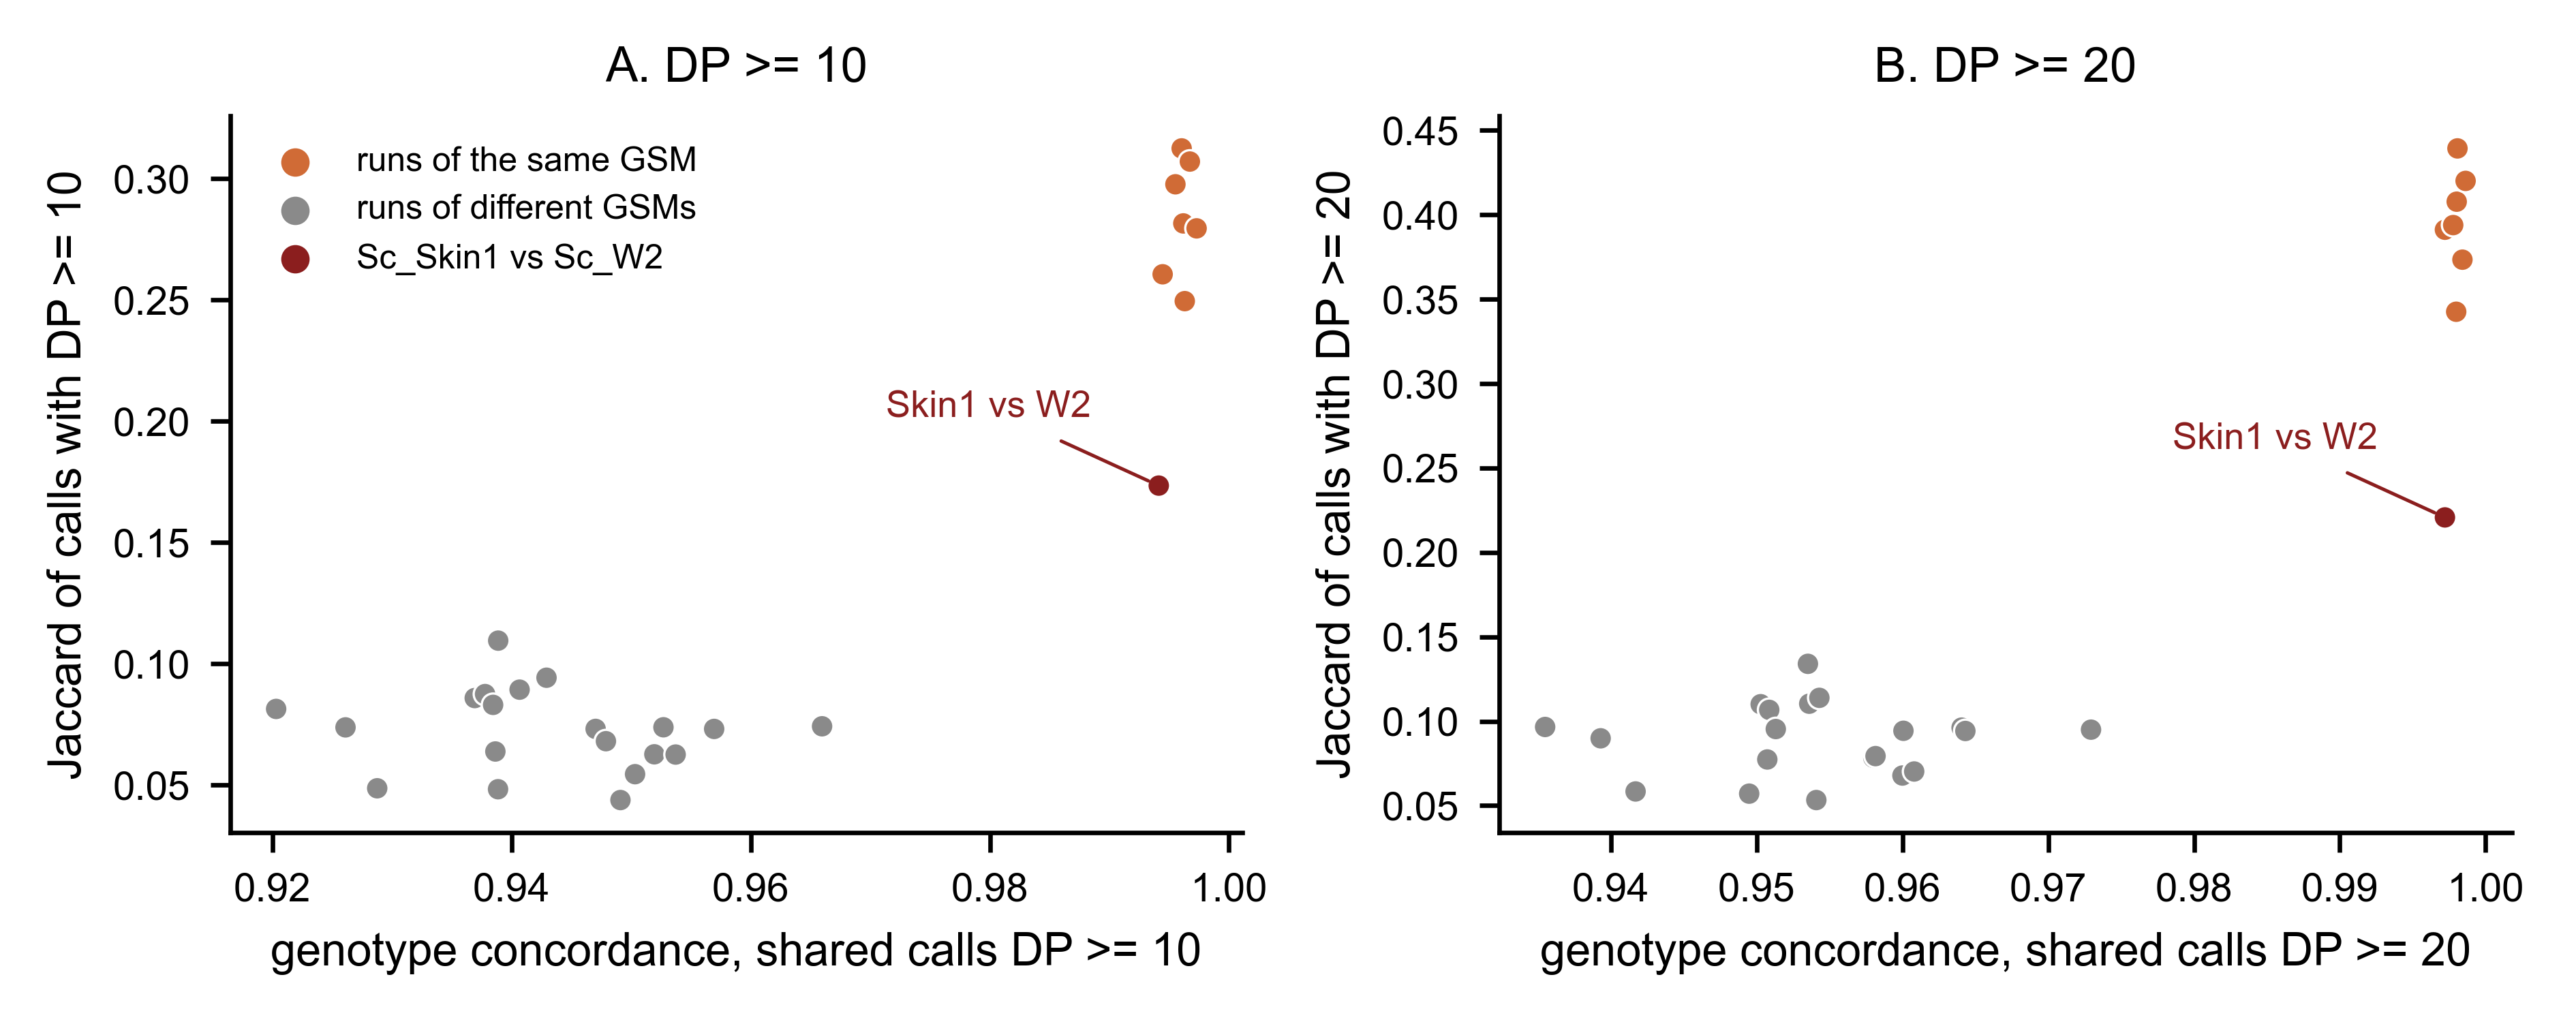 A. DP >= 10
runs of the same GSM
runs of different GSMs
Sc_Skin1 vs Sc_W2
Skin1 vs W2
Jaccard of calls with DP >= 10
0.30
0.25
0.20
0.15
0.10
0.05
0.92
0.94
0.96
0.98
1.00
genotype concordance, shared calls DP >= 10
B. DP >= 20
Skin1 vs W2
Jaccard of calls with DP >= 20
0.45
0.40
0.35
0.30
0.25
0.20
0.15
0.10
0.05
0.94
0.95
0.96
0.97
0.98
0.99
1.00
genotype concordance, shared calls DP >= 20